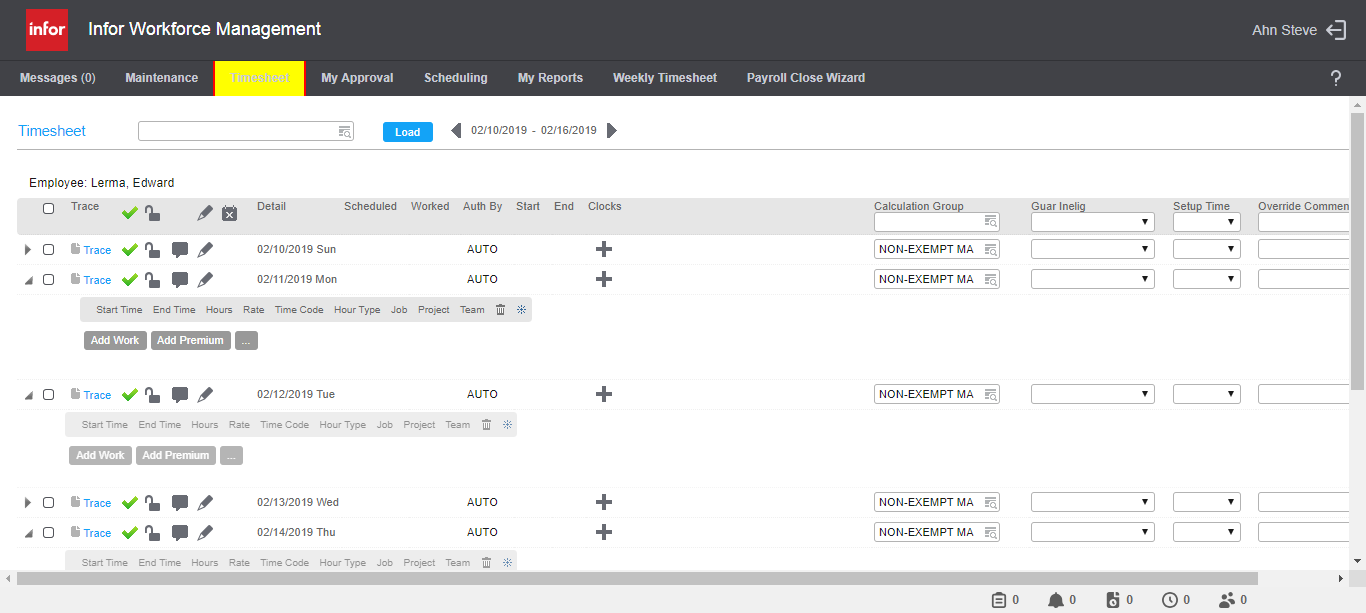 infor Infor Workforce Management Ahn Steve
Messages (0) Maintenance Timesheet My Approval Scheduling My Reports Weekly Timesheet Payroll Close Wizard ?
Timesheet Load 02/10/2019 - 02/16/2019
Employee: Lerma, Edward
Trace Detail Scheduled Worked Auth By Start End Clocks Calculation Group Guar Inelig Setup Time Override Commen
Trace 02/10/2019 Sun AUTO NON-EXEMPT MA
Trace 02/11/2019 Mon AUTO NON-EXEMPT MA
Start Time End Time Hours Rate Time Code Hour Type Job Project Team
Add Work Add Premium ...
Trace 02/12/2019 Tue AUTO NON-EXEMPT MA
Start Time End Time Hours Rate Time Code Hour Type Job Project Team
Add Work Add Premium ...
Trace 02/13/2019 Wed AUTO NON-EXEMPT MA
Trace 02/14/2019 Thu AUTO NON-EXEMPT MA
Start Time End Time Hours Rate Time Code Hour Type Job Project Team
0 0 0 0 0